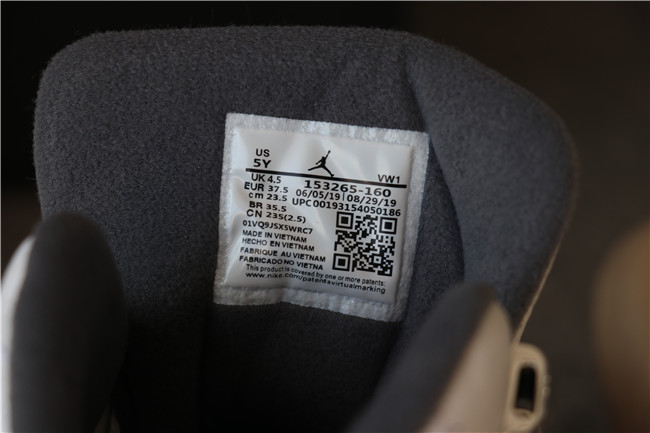 US
5Y
UK 4.5
VW1
EUR 37.5
153265-160
cm 23.5
06/05/19 | 08/29/19
BR 35.5
UPC00193154050186
CN 235(2.5)
01VQ9JSX5WRC7
MADE IN VIETNAM
HECHO EN VIETNAM
FABRIQUE AU VIETNAM
FABRICADO NO VIETNA
This product is covered by one or more patents:
www.nike.com/patentsvirtualmarking